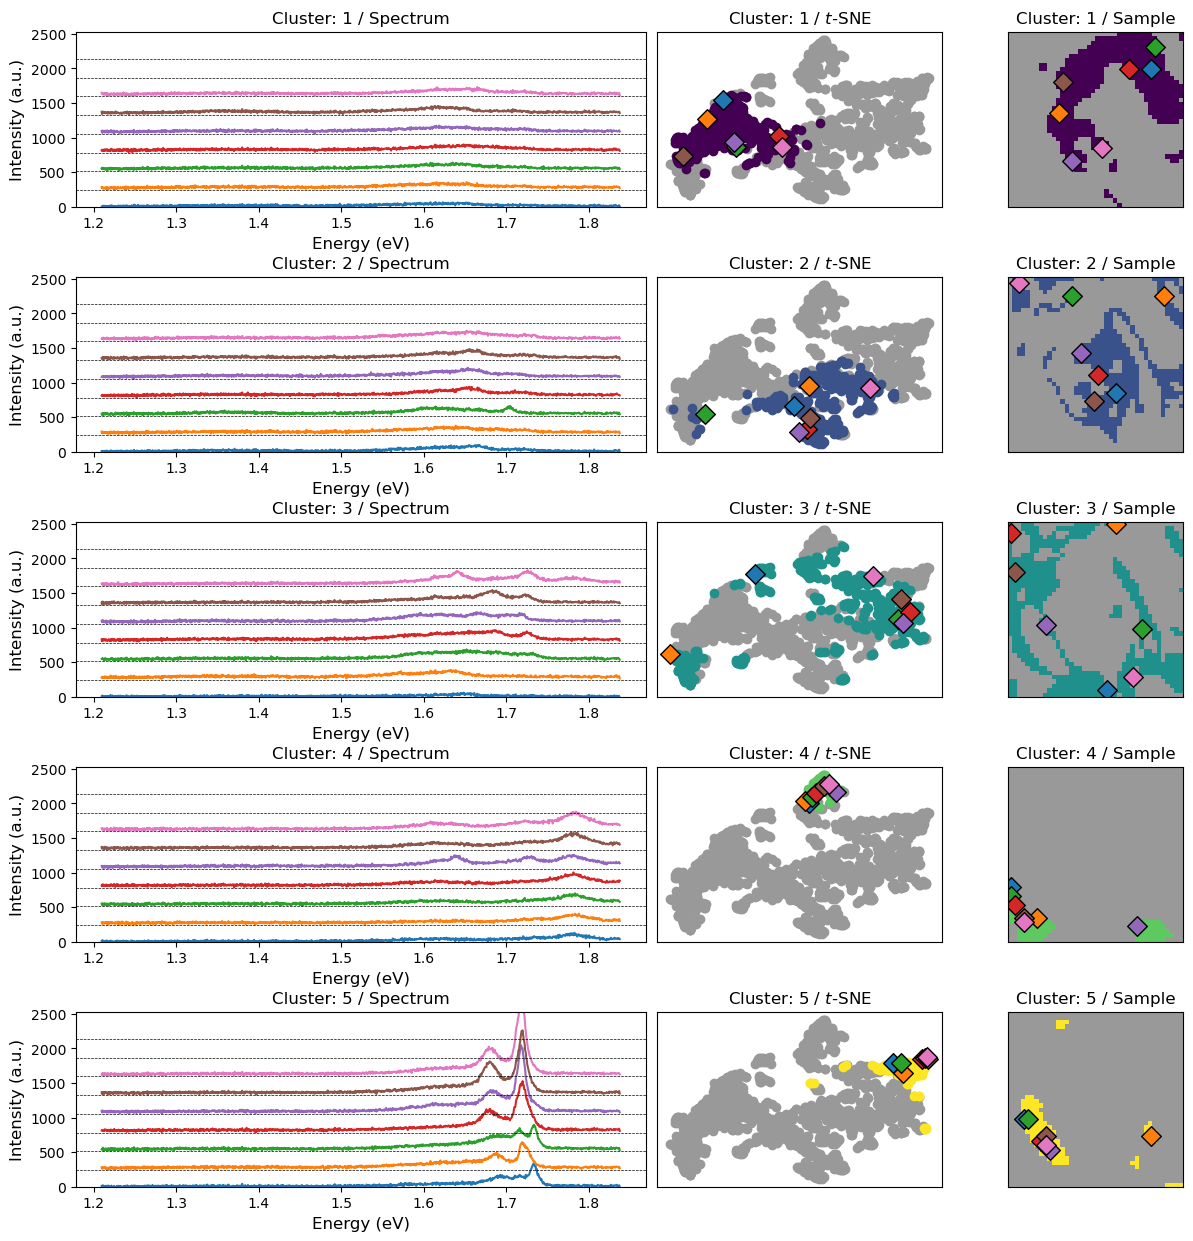 Cluster: 1 / Spectrum
Cluster: 1 / t-SNE
Cluster: 1 / Sample
Intensity (a.u.)
2500
2000
1500
1000
500
0
1.2 1.3 1.4 1.5 1.6 1.7 1.8
Energy (eV)
Cluster: 2 / Spectrum
Cluster: 2 / t-SNE
Cluster: 2 / Sample
Intensity (a.u.)
2500
2000
1500
1000
500
0
1.2 1.3 1.4 1.5 1.6 1.7 1.8
Energy (eV)
Cluster: 3 / Spectrum
Cluster: 3 / t-SNE
Cluster: 3 / Sample
Intensity (a.u.)
2500
2000
1500
1000
500
0
1.2 1.3 1.4 1.5 1.6 1.7 1.8
Energy (eV)
Cluster: 4 / Spectrum
Cluster: 4 / t-SNE
Cluster: 4 / Sample
Intensity (a.u.)
2500
2000
1500
1000
500
0
1.2 1.3 1.4 1.5 1.6 1.7 1.8
Energy (eV)
Cluster: 5 / Spectrum
Cluster: 5 / t-SNE
Cluster: 5 / Sample
Intensity (a.u.)
2500
2000
1500
1000
500
0
1.2 1.3 1.4 1.5 1.6 1.7 1.8
Energy (eV)